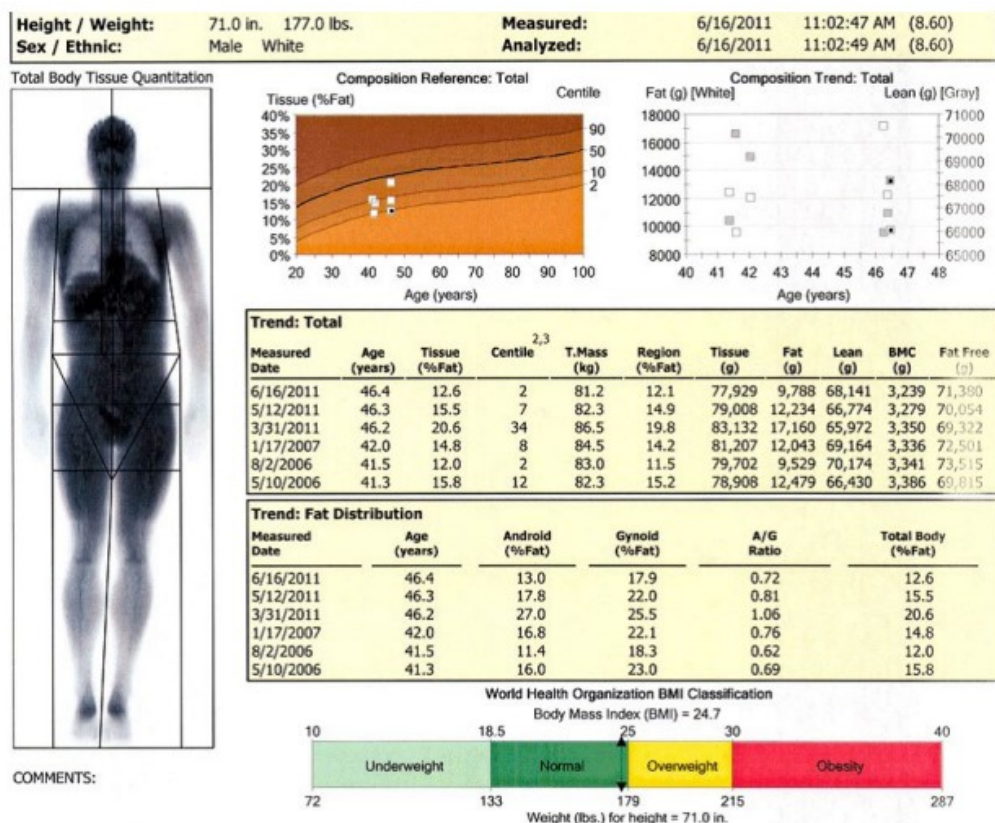 Height / Weight: 71.0 in. 177.0 lbs. Measured: 6/16/2011 11:02:47 AM (8.60)
Sex / Ethnic: Male White Analyzed: 6/16/2011 11:02:49 AM (8.60)
Total Body Tissue Quantitation
COMMENTS:
Composition Reference: Total
Tissue (%Fat) Centile
40%
35%
30%
25%
20%
15%
10%
5%
0%
90
50
10
2
20 30 40 50 60 70 80 90 100
Age (years)
Composition Trend: Total
Fat (g) [White] Lean (g) [Gray]
18000
16000
14000
12000
10000
8000
71000
70000
69000
68000
67000
66000
65000
40 41 42 43 44 45 46 47 48
Age (years)
Trend: Total
2,3
Measured Age Tissue Centile T.Mass Region Tissue Fat Lean BMC Fat Free
Date (years) (%Fat) (kg) (%Fat) (g) (g) (g) (g) (g)
6/16/2011 46.4 12.6 2 81.2 12.1 77,929 9,788 68,141 3,239 71,380
5/12/2011 46.3 15.5 7 82.3 14.9 79,008 12,234 66,774 3,279 70,054
3/31/2011 46.2 20.6 34 86.5 19.8 83,132 17,160 65,972 3,350 69,322
1/17/2007 42.0 14.8 8 84.5 14.2 81,207 12,043 69,164 3,336 72,501
8/2/2006 41.5 12.0 2 83.0 11.5 79,702 9,529 70,174 3,341 73,515
5/10/2006 41.3 15.8 12 82.3 15.2 78,908 12,479 66,430 3,386 69,815
Trend: Fat Distribution
Measured Age Android Gynoid A/G Total Body
Date (years) (%Fat) (%Fat) Ratio (%Fat)
6/16/2011 46.4 13.0 17.9 0.72 12.6
5/12/2011 46.3 17.8 22.0 0.81 15.5
3/31/2011 46.2 27.0 25.5 1.06 20.6
1/17/2007 42.0 16.8 22.1 0.76 14.8
8/2/2006 41.5 11.4 18.3 0.62 12.0
5/10/2006 41.3 16.0 23.0 0.69 15.8
World Health Organization BMI Classification
Body Mass Index (BMI) = 24.7
10 18.5 25 30 40
Underweight Normal Overweight Obesity
72 133 179 215 287
Weight (lbs.) for height = 71.0 in.